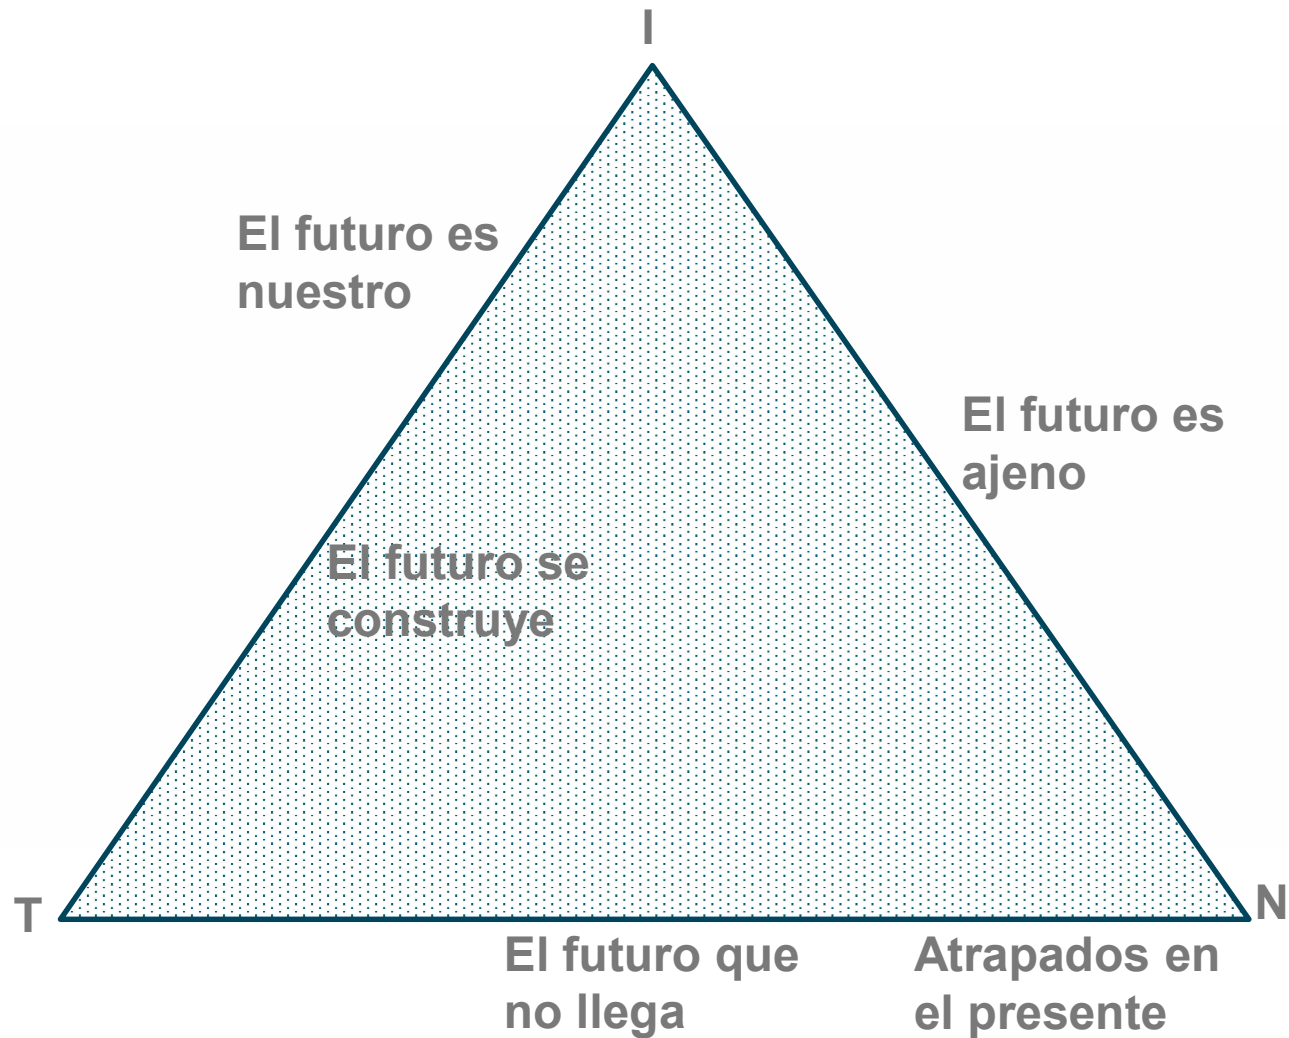 I
El futuro es
nuestro
El futuro es
ajeno
El futuro se
construye
T
N
El futuro que
no llega
Atrapados en
el presente